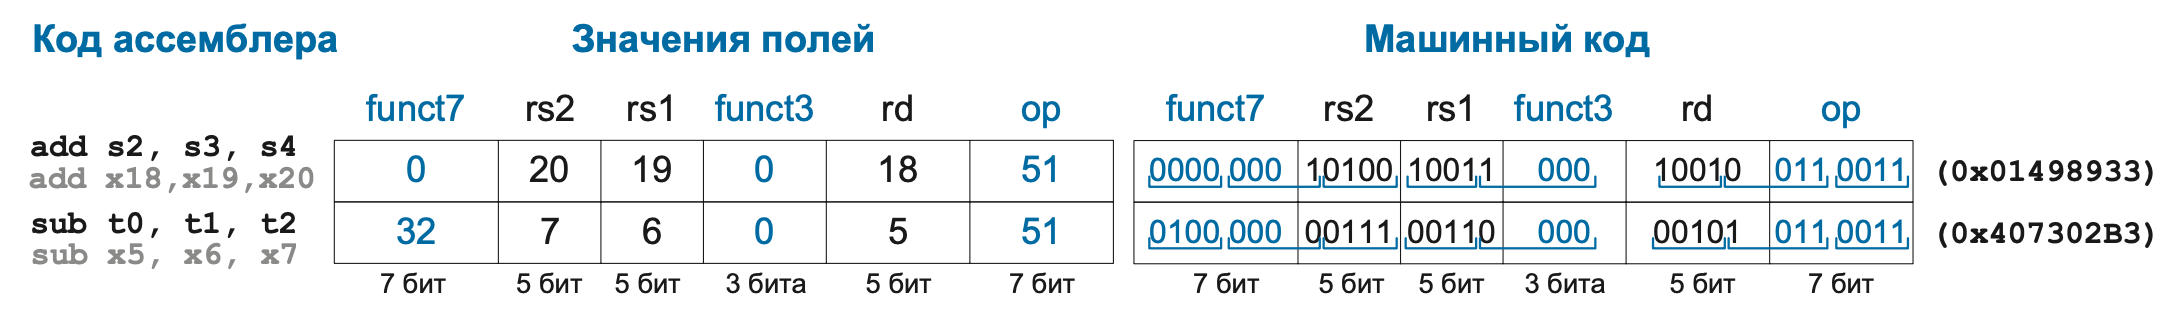 Код ассемблера Значения полей Машинный код
funct7 rs2 rs1 funct3 rd op funct7 rs2 rs1 funct3 rd op
add s2, s3, s4
add x18,x19,x20
0 20 19 0 18 51 0000 000 10100 10011 000 10010 011 0011 (0x01498933)
sub t0, t1, t2
sub x5, x6, x7
32 7 6 0 5 51 0100 000 00111 00110 000 00101 011 0011 (0x407302B3)
7 бит 5 бит 5 бит 3 бита 5 бит 7 бит 7 бит 5 бит 5 бит 3 бита 5 бит 7 бит